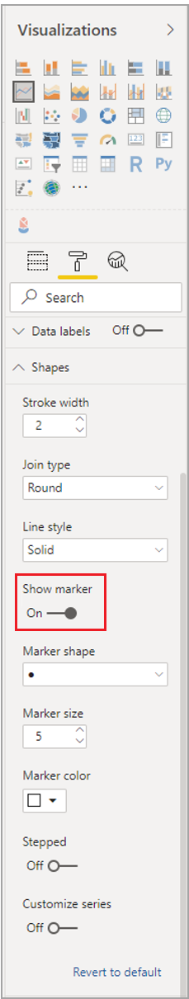 Visualizations
123
R Py
Search
Data labels Off
Shapes
Stroke width
2
Join type
Round
Line style
Solid
Show marker
On
Marker shape
Marker size
5
Marker color
Stepped
Off
Customize series
Off
Revert to default